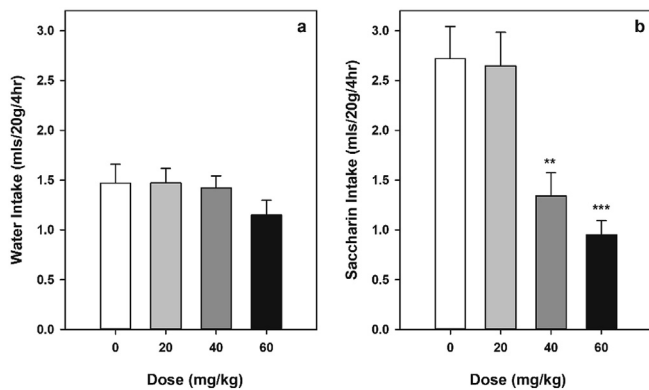 a
3.0
2.5
2.0
1.5
1.0
0.5
0.0
Water Intake (mls/20g/4hr)
0 20 40 60
Dose (mg/kg)
b
3.0
2.5
2.0
1.5
1.0
0.5
0.0
Saccharin Intake (mls/20g/4hr)
**
***
0 20 40 60
Dose (mg/kg)